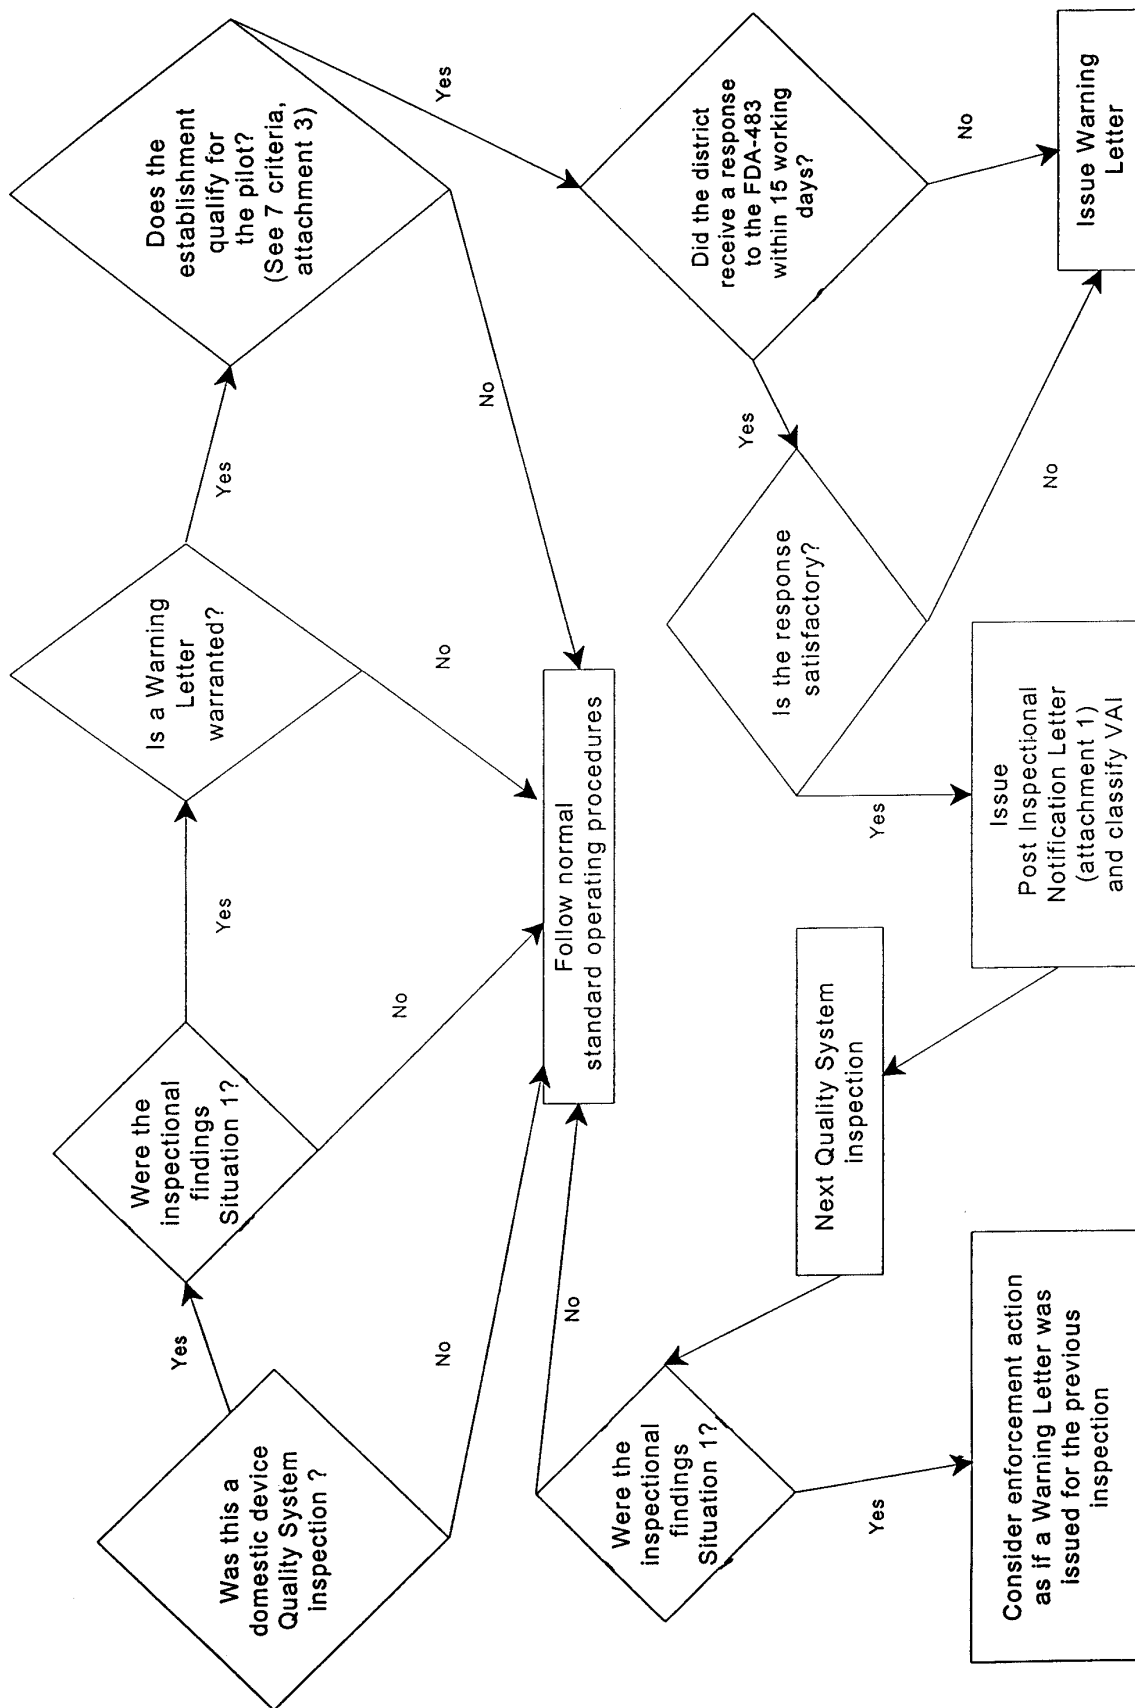 Was this a
domestic device
Quality System
inspection ?
Yes
No
Were the
inspectional
findings
Situation 1?
Yes
No
Is a Warning
Letter
warranted?
Yes
No
Does the
establishment
qualify for
the pilot?
(See 7 criteria,
attachment 3)
Yes
No
Follow normal
standard operating procedures
Did the district
receive a response
to the FDA-483
within 15 working
days?
Yes
No
Is the response
satisfactory?
Yes
No
Issue Warning
Letter
Issue
Post Inspectional
Notification Letter
(attachment 1)
and classify VAI
Next Quality System
inspection
Were the
inspectional
findings
Situation 1?
No
Yes
Consider enforcement action
as if a Warning Letter was
issued for the previous
inspection